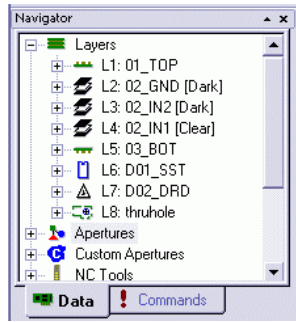 Navigator
Layers
L1: 01_TOP
L2: 02_GND [Dark]
L3: 02_IN2 [Dark]
L4: 02_IN1 [Clear]
L5: 03_BOT
L6: D01_SST
L7: D02_DRD
L8: thruhole
Apertures
Custom Apertures
NC Tools
Data
Commands